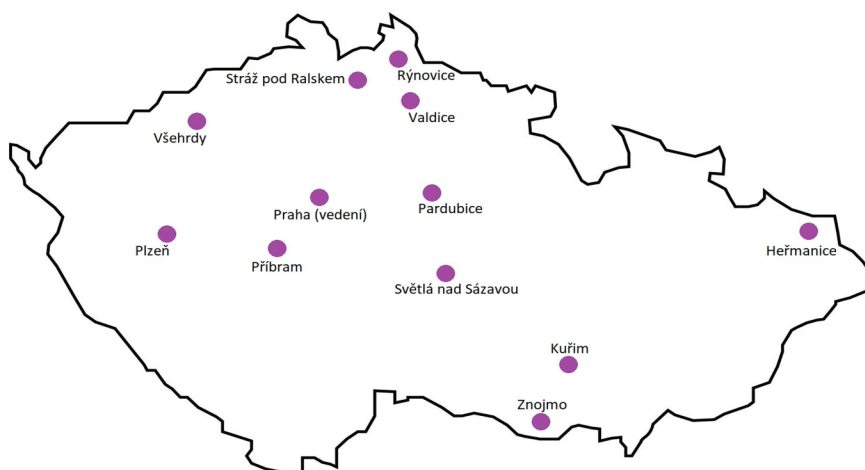 Rýnovice
Stráž pod Ralskem
Valdice
Všehrdy
Praha (vedení)
Pardubice
Plzeň
Příbram
Heřmanice
Světlá nad Sázavou
Kuřim
Znojmo